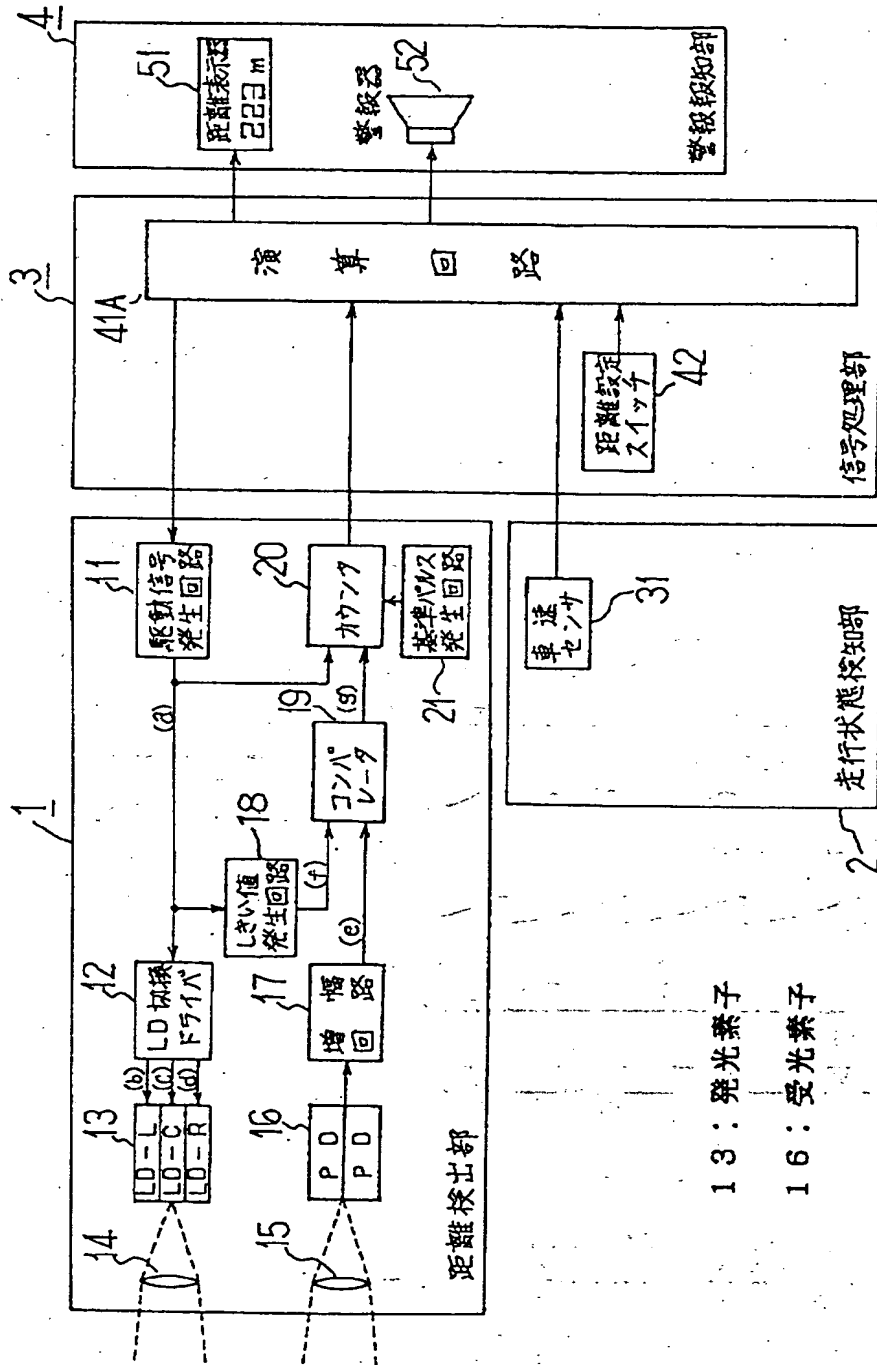 1
14
13
LD-L
LD-C
LD-R
(b)
(c)
(d)
12
LD切換
ドライバ
(a)
11
駆動信号
発生回路
18
しきい値
発生回路
(f)
15
16
PD
PD
17
増幅
回路
(e)
19
コンパ
レータ
(g)
20
カウンタ
21
基準パルス
発生回路
距離検出部
2
31
車速
センサ
走行状態検知部
3
41A
演算回路
42
距離設定
スイッチ
信号処理部
4
51
距離表示器
223m
警報器
52
警報報知部
13:発光素子
16:受光素子